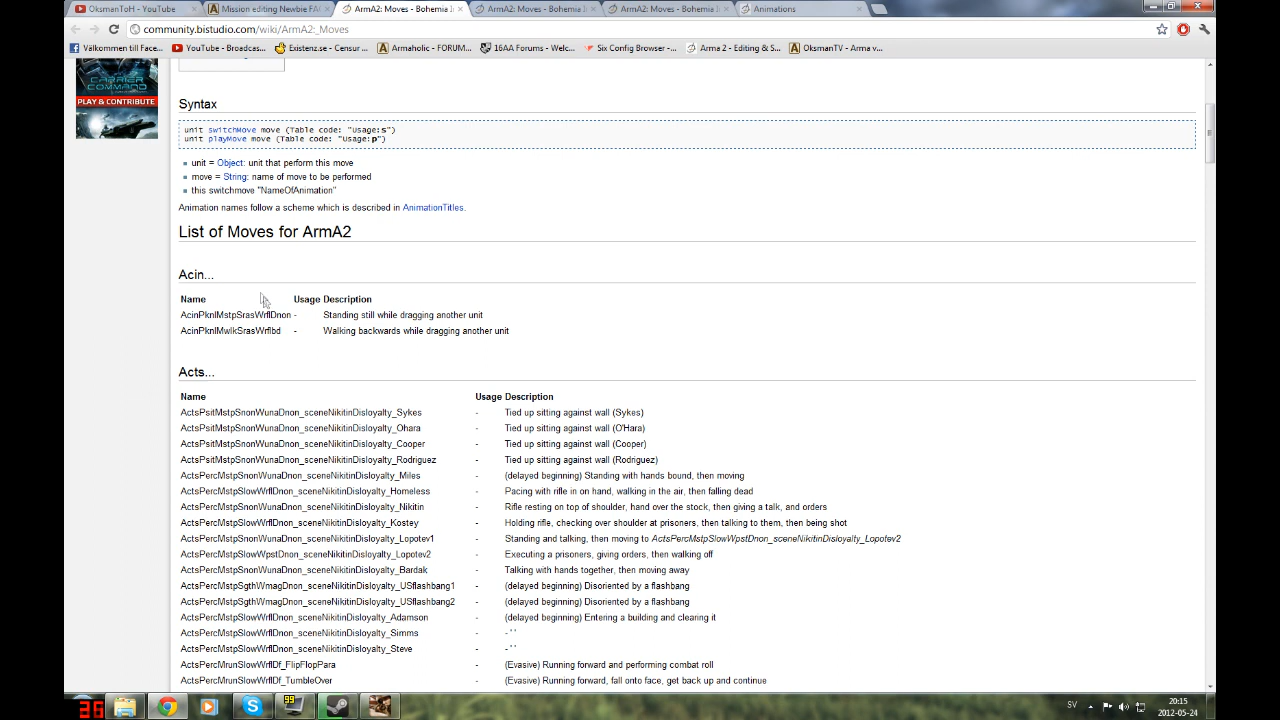 OksmanToH - YouTube
Mission editing Newbie FA
ArmA2: Moves - Bohemia I
ArmA2: Moves - Bohemia I
ArmA2: Moves - Bohemia I
Animations
community.bistudio.com/wiki/ArmA2:_Moves
Välkommen till Face...
YouTube - Broadcas...
Existenz.se - Censur ...
Armaholic - FORUM...
16AA Forums - Welc...
Six Config Browser -...
Arma 2 - Editing & S...
OksmanTV - Arma v...
CARRIER
COMMAND
PLAY & CONTRIBUTE
Syntax
unit switchMove move (Table code: "Usage:s")
unit playMove move (Table code: "Usage:p")
unit = Object: unit that perform this move
move = String: name of move to be performed
this switchmove "NameOfAnimation"
Animation names follow a scheme which is described in AnimationTitles.
List of Moves for ArmA2
Acin...
Name Usage Description
AcinPknlMstpSrasWrflDnon - Standing still while dragging another unit
AcinPknlMwlkSrasWrflbd - Walking backwards while dragging another unit
Acts...
Name Usage Description
ActsPsitMstpSnonWunaDnon_sceneNikitinDisloyalty_Sykes - Tied up sitting against wall (Sykes)
ActsPsitMstpSnonWunaDnon_sceneNikitinDisloyalty_Ohara - Tied up sitting against wall (O'Hara)
ActsPsitMstpSnonWunaDnon_sceneNikitinDisloyalty_Cooper - Tied up sitting against wall (Cooper)
ActsPsitMstpSnonWunaDnon_sceneNikitinDisloyalty_Rodriguez - Tied up sitting against wall (Rodriguez)
ActsPercMstpSnonWunaDnon_sceneNikitinDisloyalty_Miles - (delayed beginning) Standing with hands bound, then moving
ActsPercMstpSlowWrflDnon_sceneNikitinDisloyalty_Homeless - Pacing with rifle in on hand, walking in the air, then falling dead
ActsPercMstpSnonWunaDnon_sceneNikitinDisloyalty_Nikitin - Rifle resting on top of shoulder, hand over the stock, then giving a talk, and orders
ActsPercMstpSlowWrflDnon_sceneNikitinDisloyalty_Kostey - Holding rifle, checking over shoulder at prisoners, then talking to them, then being shot
ActsPercMstpSnonWunaDnon_sceneNikitinDisloyalty_Lopotev1 - Standing and talking, then moving to ActsPercMstpSlowWpstDnon_sceneNikitinDisloyalty_Lopotev2
ActsPercMstpSlowWpstDnon_sceneNikitinDisloyalty_Lopotev2 - Executing a prisoners, giving orders, then walking off
ActsPercMstpSnonWunaDnon_sceneNikitinDisloyalty_Bardak - Talking with hands together, then moving away
ActsPercMstpSgthWmagDnon_sceneNikitinDisloyalty_USflashbang1 - (delayed beginning) Disoriented by a flashbang
ActsPercMstpSgthWmagDnon_sceneNikitinDisloyalty_USflashbang2 - (delayed beginning) Disoriented by a flashbang
ActsPercMstpSlowWrflDnon_sceneNikitinDisloyalty_Adamson - (delayed beginning) Entering a building and clearing it
ActsPercMstpSlowWrflDnon_sceneNikitinDisloyalty_Simms - - ' '
ActsPercMstpSlowWrflDnon_sceneNikitinDisloyalty_Steve - - ' '
ActsPercMrunSlowWrflDf_FlipFlopPara - (Evasive) Running forward and performing combat roll
ActsPercMrunSlowWrflDf_TumbleOver - (Evasive) Running forward, fall onto face, get back up and continue
36
99
SV
20:15
2012-05-24